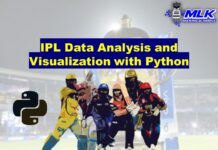 MLK
IPL Data Analysis and
Visualization with Python